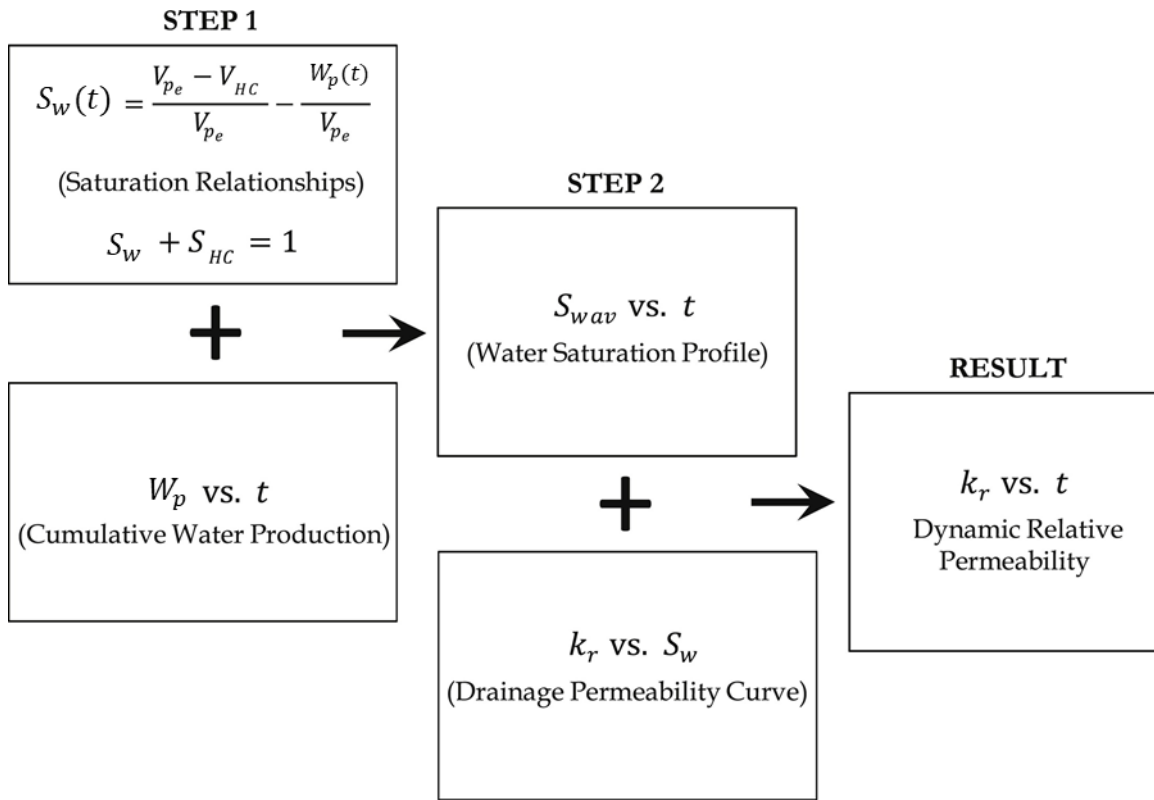 STEP 1
S_w(t) = (V_{p_e} − V_{HC}) / V_{p_e} − W_p(t) / V_{p_e}
(Saturation Relationships)
S_w + S_{HC} = 1
+
W_p vs. t
(Cumulative Water Production)
STEP 2
S_{wav} vs. t
(Water Saturation Profile)
+
k_r vs. S_w
(Drainage Permeability Curve)
RESULT
k_r vs. t
Dynamic Relative
Permeability